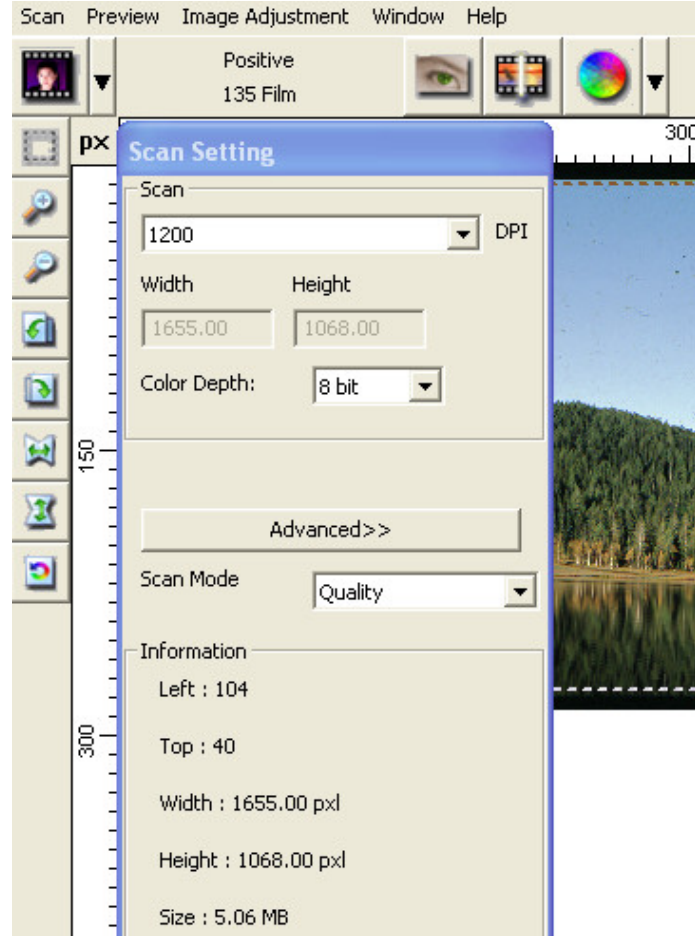 Scan Preview Image Adjustment Window Help
Positive
135 Film
px
300
Scan Setting
Scan
1200 DPI
Width Height
1655.00 1068.00
Color Depth: 8 bit
150
Advanced>>
Scan Mode Quality
Information
Left : 104
300
Top : 40
Width : 1655.00 pxl
Height : 1068.00 pxl
Size : 5.06 MB